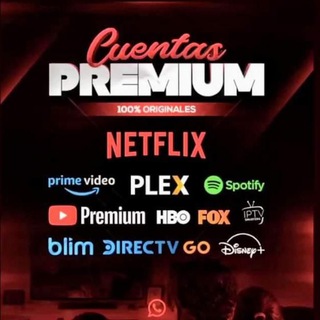 Cuentas
PREMIUM
100% ORIGINALES
NETFLIX
prime video PLEX Spotify
Premium HBO FOX IPTV
blim DIRECTV GO Disney+